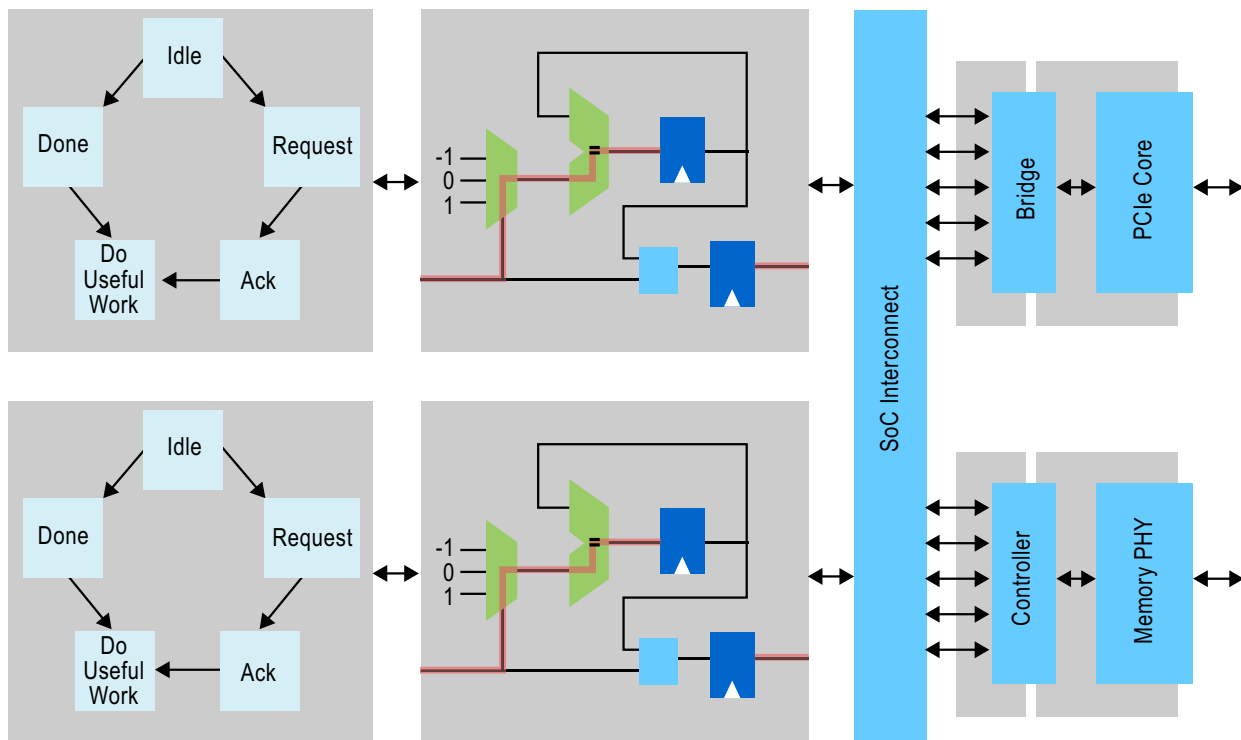 Idle
Done
Request
Do
Useful
Work
Ack
-1
0
1
SoC Interconnect
Bridge
PCIe Core
Idle
Done
Request
Do
Useful
Work
Ack
-1
0
1
Controller
Memory PHY